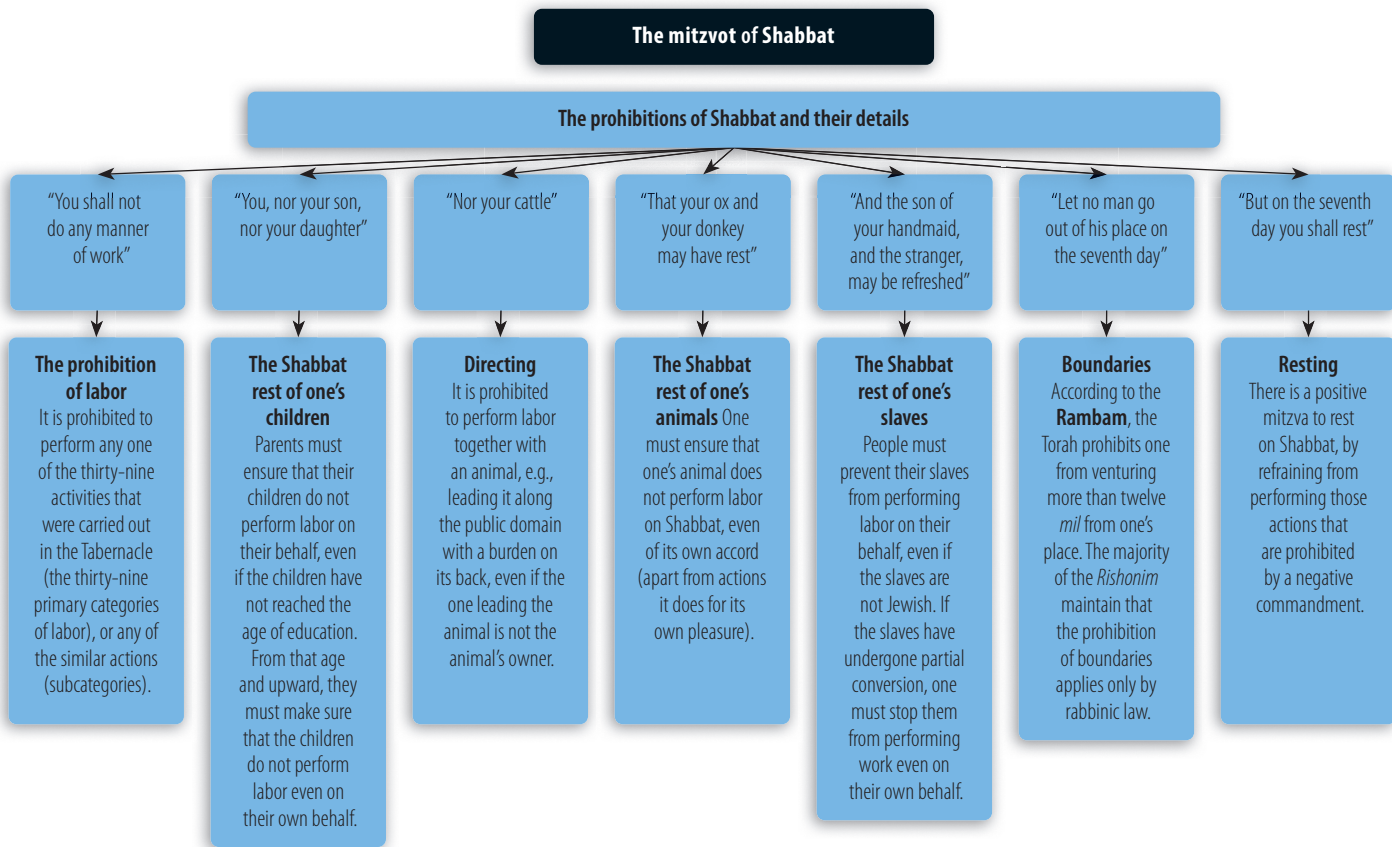 The mitzvot of Shabbat
The prohibitions of Shabbat and their details
“You shall not
do any manner
of work”
“You, nor your son,
nor your daughter”
“Nor your cattle”
“That your ox and
your donkey
may have rest”
“And the son of
your handmaid,
and the stranger,
may be refreshed”
“Let no man go
out of his place on
the seventh day”
“But on the seventh
day you shall rest”
The prohibition
of labor
It is prohibited to
perform any one
of the thirty-nine
activities that
were carried out
in the Tabernacle
(the thirty-nine
primary categories
of labor), or any of
the similar actions
(subcategories).
The Shabbat
rest of one’s
children
Parents must
ensure that their
children do not
perform labor on
their behalf, even
if the children have
not reached the
age of education.
From that age
and upward, they
must make sure
that the children
do not perform
labor even on
their own behalf.
Directing
It is prohibited
to perform labor
together with
an animal, e.g.,
leading it along
the public domain
with a burden on
its back, even if the
one leading the
animal is not the
animal’s owner.
The Shabbat
rest of one’s
animals One
must ensure that
one’s animal does
not perform labor
on Shabbat, even
of its own accord
(apart from actions
it does for its
own pleasure).
The Shabbat
rest of one’s
slaves
People must
prevent their slaves
from performing
labor on their
behalf, even if
the slaves are
not Jewish. If
the slaves have
undergone partial
conversion, one
must stop them
from performing
work even on
their own behalf.
Boundaries
According to the
Rambam, the
Torah prohibits one
from venturing
more than twelve
mil from one’s
place. The majority
of the Rishonim
maintain that
the prohibition
of boundaries
applies only by
rabbinic law.
Resting
There is a positive
mitzva to rest
on Shabbat, by
refraining from
performing those
actions that
are prohibited
by a negative
commandment.